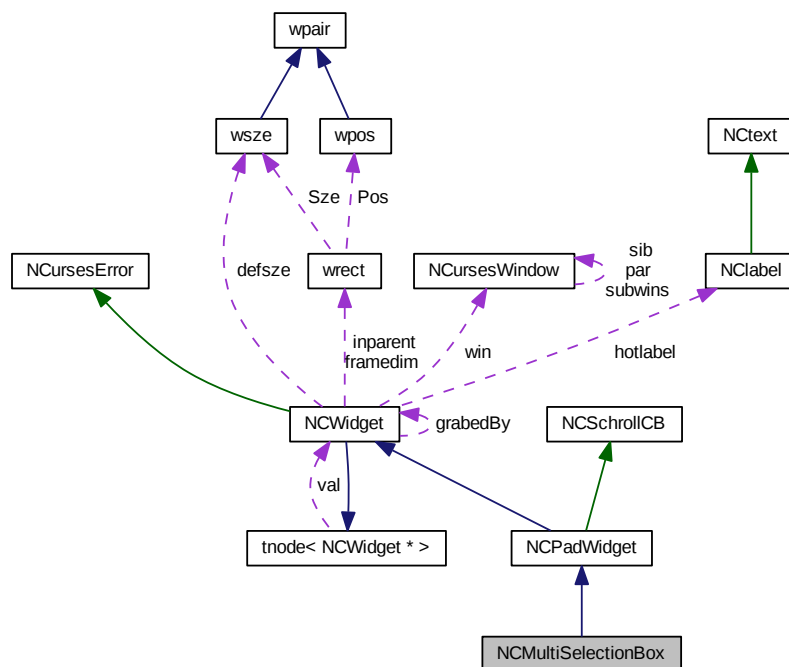 wpair
wsze
wpos
NCtext
Sze
Pos
NCursesError
defsze
wrect
NCursesWindow
sib
par
subwins
NClabel
inparent
framedim
win
hotlabel
NCWidget
grabedBy
NCSchrollCB
val
tnode< NCWidget * >
NCPadWidget
NCMultiSelectionBox